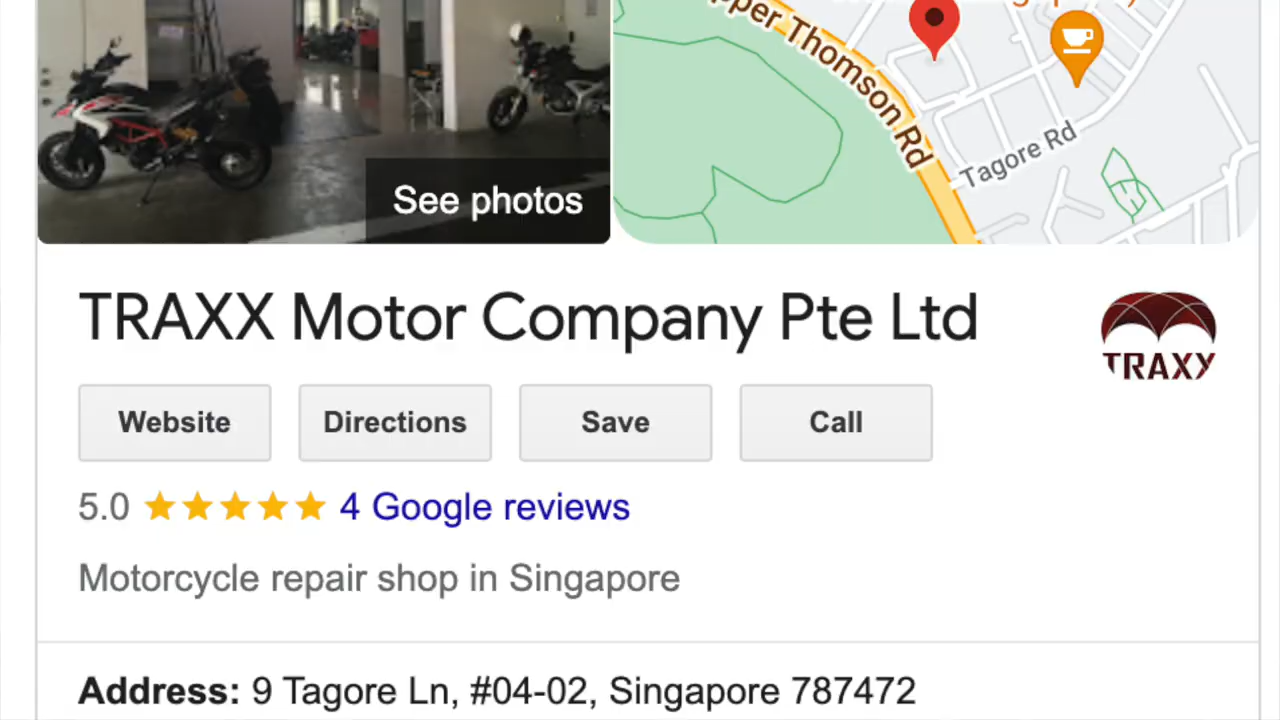 See photos
pper Thomson Rd
Tagore Rd
TRAXX Motor Company Pte Ltd
TRAXX
Website
Directions
Save
Call
5.0 4 Google reviews
Motorcycle repair shop in Singapore
Address: 9 Tagore Ln, #04-02, Singapore 787472